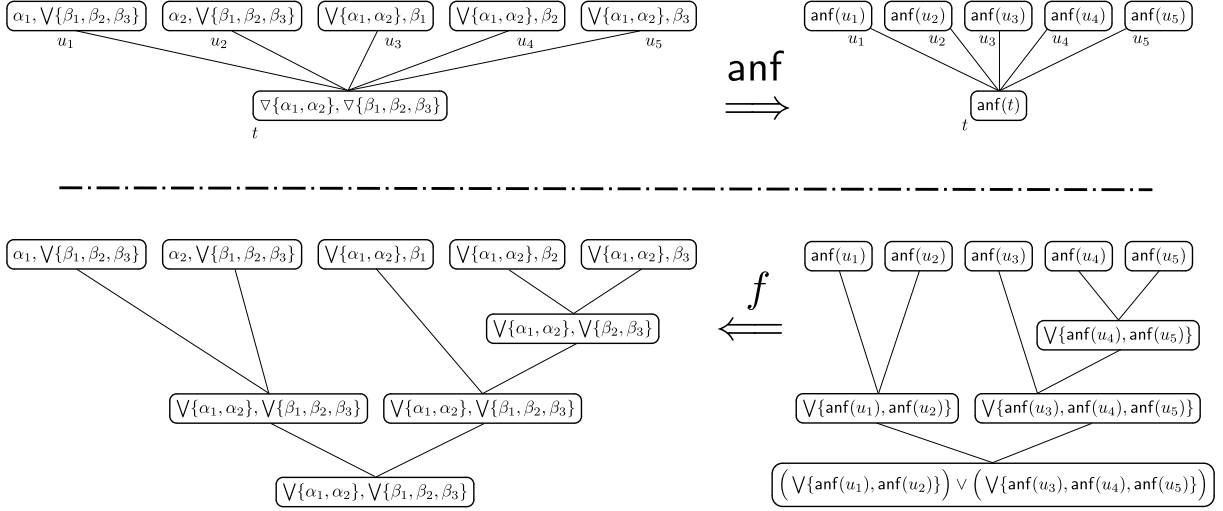 α₁, ⋁{β₁, β₂, β₃} α₂, ⋁{β₁, β₂, β₃} ⋁{α₁, α₂}, β₁ ⋁{α₁, α₂}, β₂ ⋁{α₁, α₂}, β₃ anf(u₁) anf(u₂) anf(u₃) anf(u₄) anf(u₅)
u₁ u₂ u₃ u₄ u₅ u₁ u₂ u₃ u₄ u₅
anf
▽{α₁, α₂}, ▽{β₁, β₂, β₃} ⟹ anf(t)
t t
α₁, ⋁{β₁, β₂, β₃} α₂, ⋁{β₁, β₂, β₃} ⋁{α₁, α₂}, β₁ ⋁{α₁, α₂}, β₂ ⋁{α₁, α₂}, β₃ anf(u₁) anf(u₂) anf(u₃) anf(u₄) anf(u₅)
f
⋁{α₁, α₂}, ⋁{β₂, β₃} ⟸ ⋁{anf(u₄), anf(u₅)}
⋁{α₁, α₂}, ⋁{β₁, β₂, β₃} ⋁{α₁, α₂}, ⋁{β₁, β₂, β₃} ⋁{anf(u₁), anf(u₂)} ⋁{anf(u₃), anf(u₄), anf(u₅)}
⋁{α₁, α₂}, ⋁{β₁, β₂, β₃} (⋁{anf(u₁), anf(u₂)}) ∨ (⋁{anf(u₃), anf(u₄), anf(u₅)})